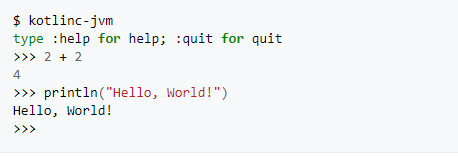 $ kotlinc-jvm
type :help for help; :quit for quit
>>> 2 + 2
4
>>> println("Hello, World!")
Hello, World!
>>>